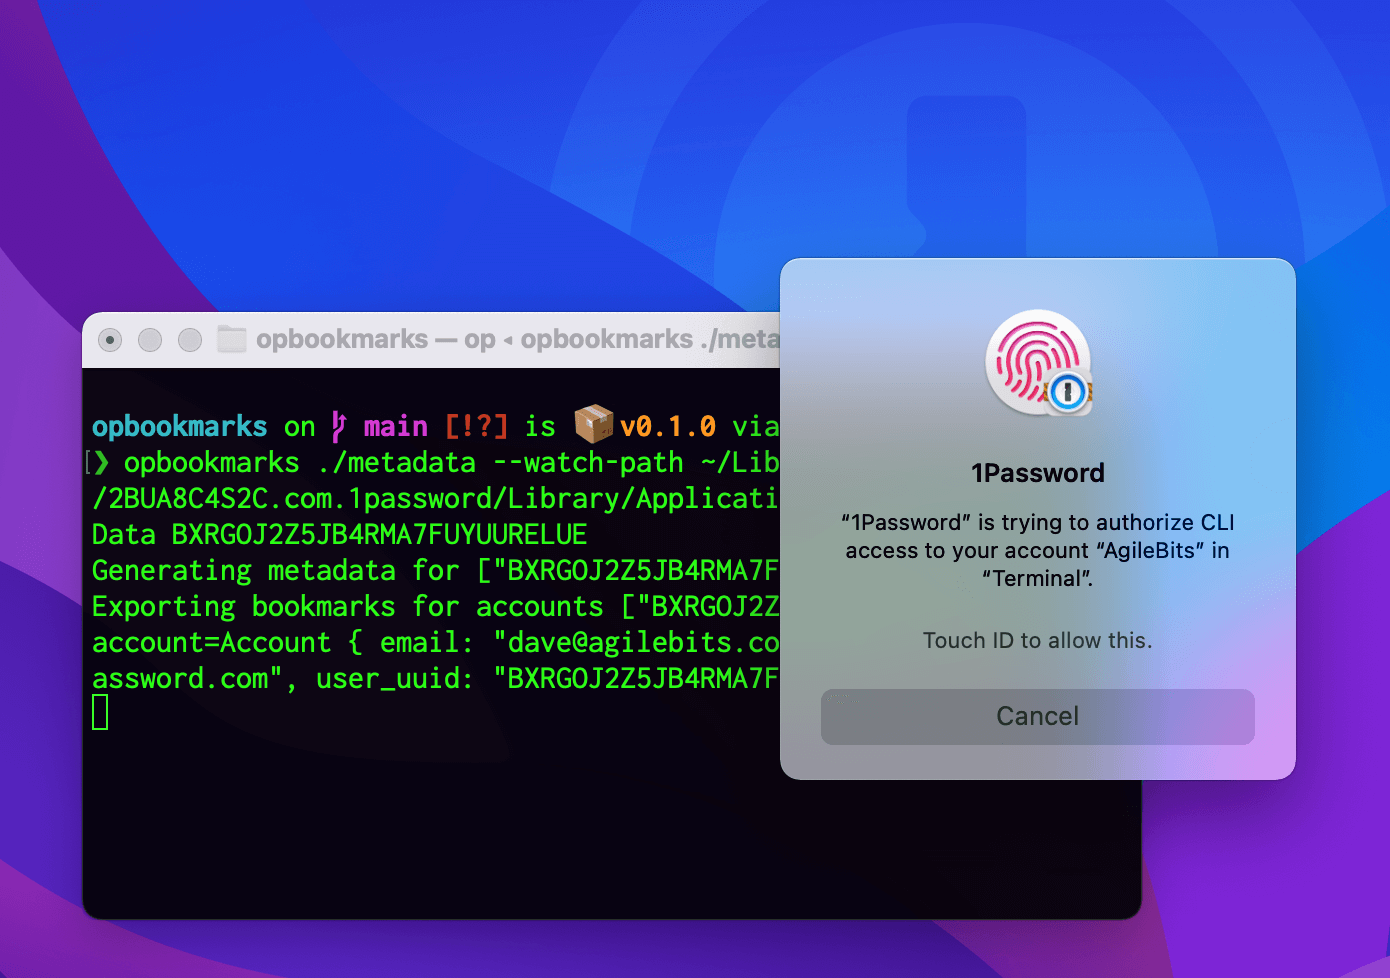 opbookmarks — op ◂ opbookmarks ./meta
opbookmarks on main [!?] is 📦 v0.1.0 via
[❯ opbookmarks ./metadata --watch-path ~/Lib
/2BUA8C4S2C.com.1password/Library/Applicati
Data BXRGOJ2Z5JB4RMA7FUYUURELUE
Generating metadata for ["BXRGOJ2Z5JB4RMA7F
Exporting bookmarks for accounts ["BXRGOJ2Z
account=Account { email: "dave@agilebits.co
assword.com", user_uuid: "BXRGOJ2Z5JB4RMA7F
1Password
“1Password” is trying to authorize CLI
access to your account “AgileBits” in
“Terminal”.
Touch ID to allow this.
Cancel